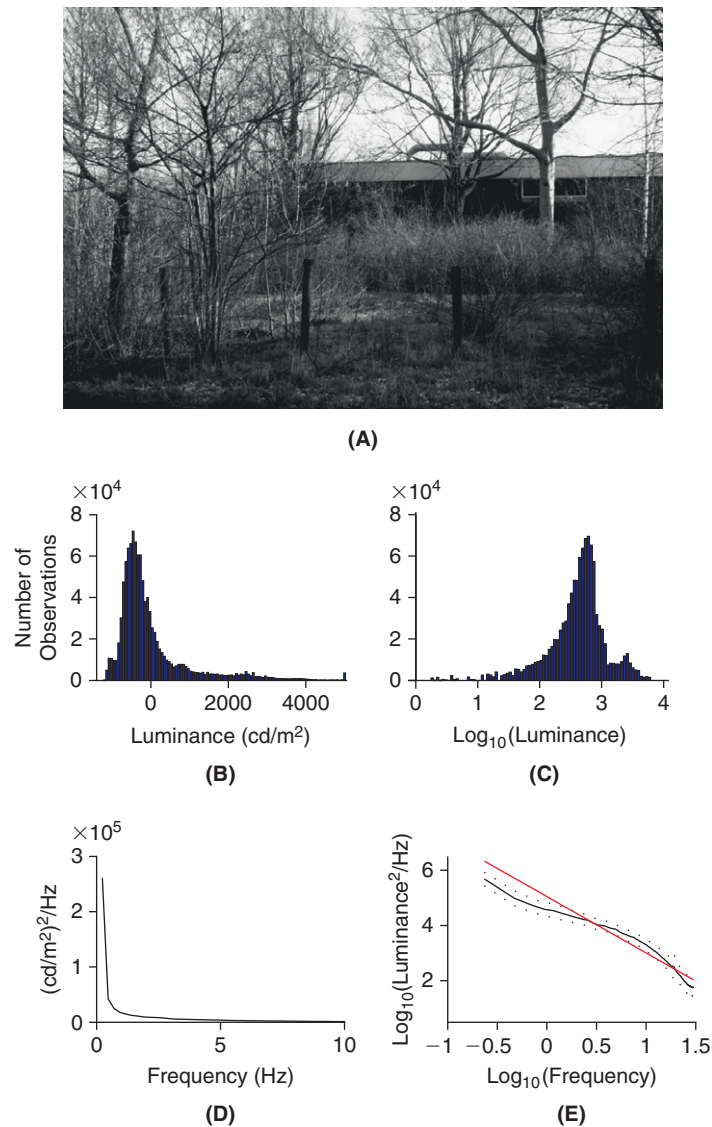 (A)
×10⁴
8
6
4
2
0
Number of
Observations
0 2000 4000
Luminance (cd/m²)
(B)
×10⁴
8
6
4
2
0
0 1 2 3 4
Log₁₀(Luminance)
(C)
×10⁵
3
2
1
0
(cd/m²)²/Hz
0 5 10
Frequency (Hz)
(D)
6
4
2
Log₁₀(Luminance²/Hz)
−1 −0.5 0 0.5 1 1.5
Log₁₀(Frequency)
(E)